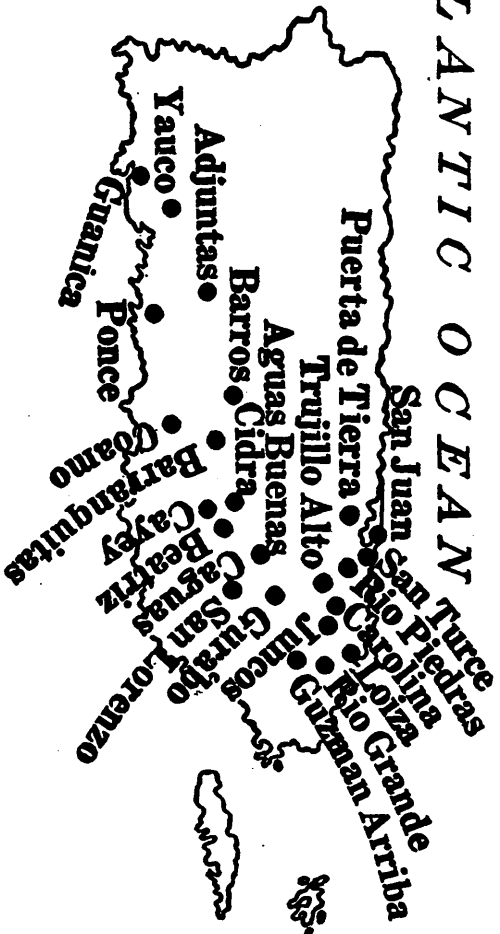 ZANTIC OCEAN
San Juan
San Turce
Rio Piedras
Carolina
Loiza
Rio Grande
Guzman Arriba
Puerta de Tierra
Trujillo Alto
Aguas Buenas
Barros
Cidra
Adjuntas
Yauco
Guanica
Ponce
Coamo
Barranquitas
Cayey
Beatriz
Caguas
San Lorenzo
Gurabo
Juncos